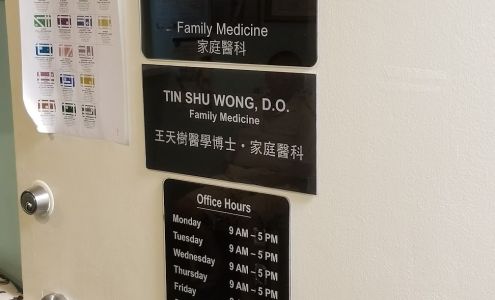 Family Medicine
家庭醫科
TIN SHU WONG, D.O.
Family Medicine
王天樹醫學博士・家庭醫科
Office Hours
Monday 9 AM – 5 PM
Tuesday 9 AM – 5 PM
Wednesday 9 AM – 5 PM
Thursday 9 AM – 5 PM
Friday 9 AM – 5 PM